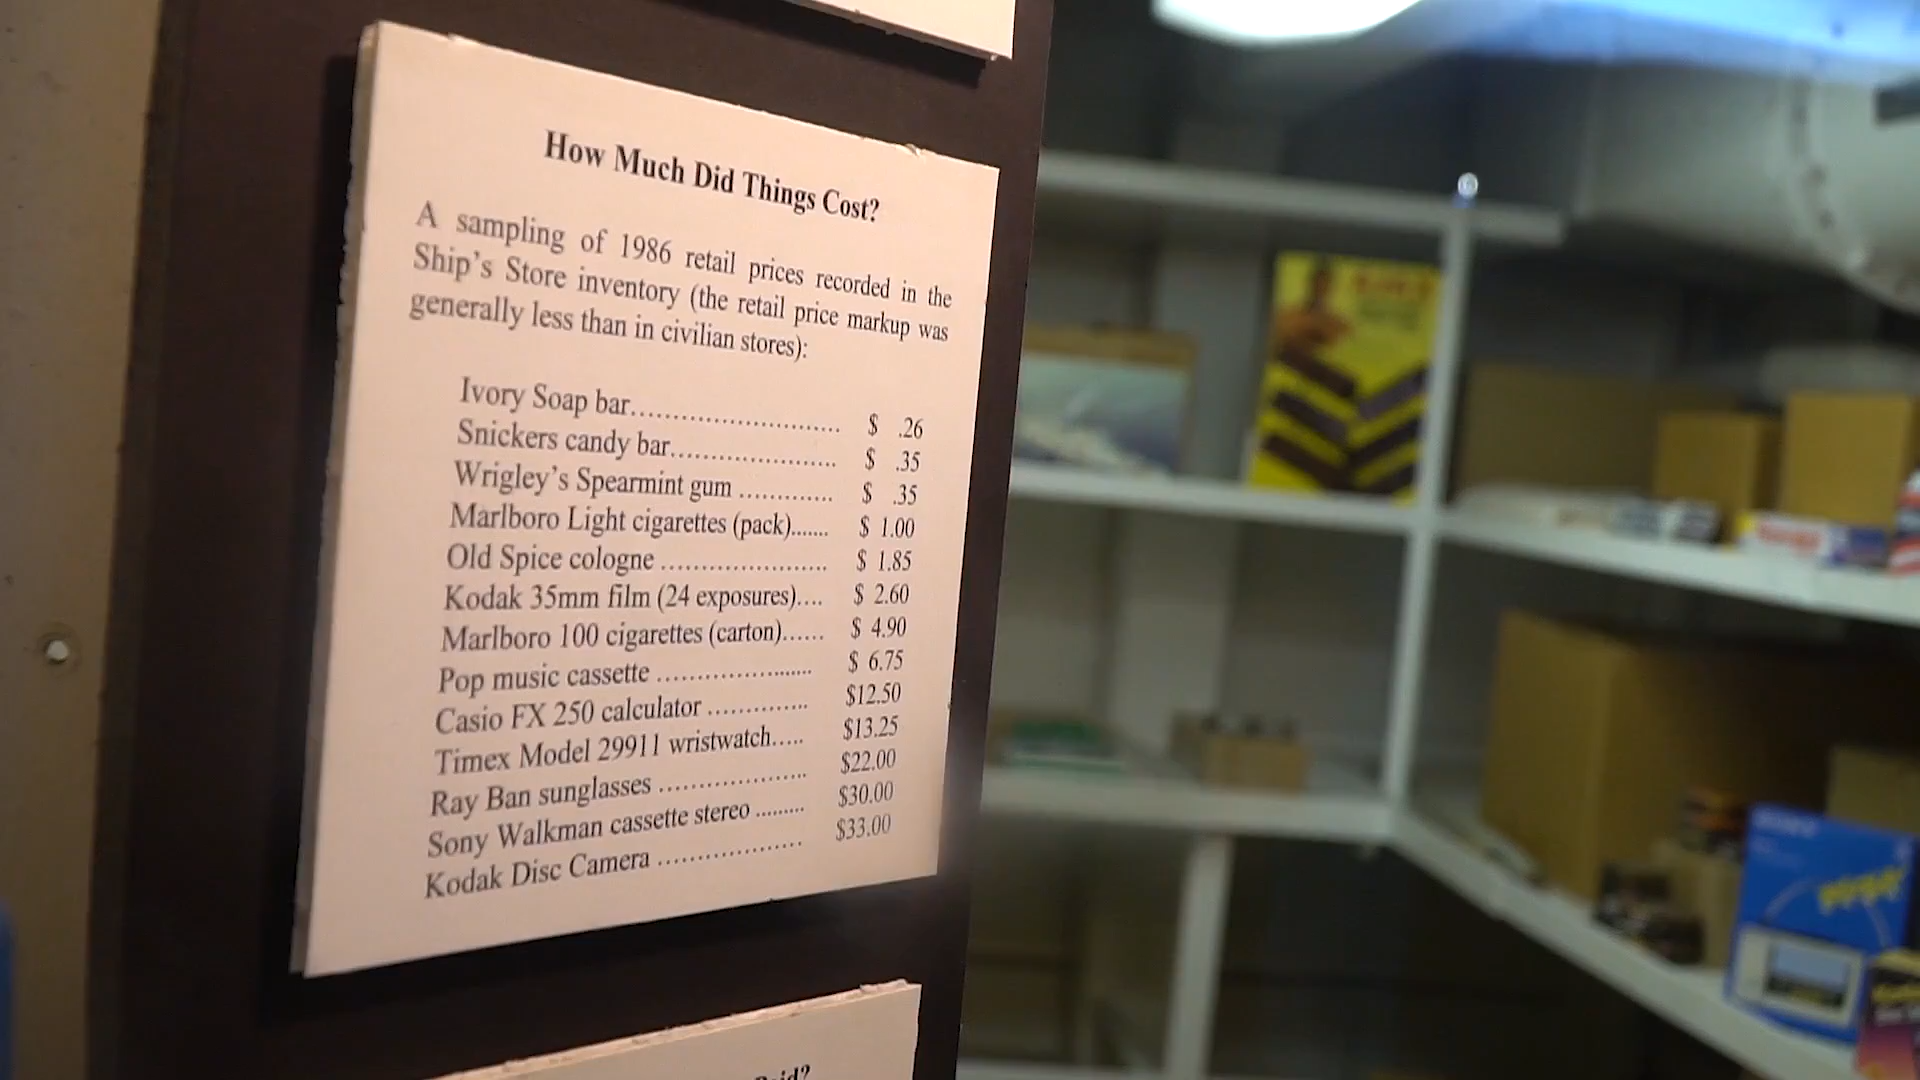 How Much Did Things Cost?
A sampling of 1986 retail prices recorded in the
Ship's Store inventory (the retail price markup was
generally less than in civilian stores):
Ivory Soap bar.............................. $ .26
Snickers candy bar........................ $ .35
Wrigley's Spearmint gum ............. $ .35
Marlboro Light cigarettes (pack)....... $ 1.00
Old Spice cologne ........................ $ 1.85
Kodak 35mm film (24 exposures).... $ 2.60
Marlboro 100 cigarettes (carton)...... $ 4.90
Pop music cassette ........................ $ 6.75
Casio FX 250 calculator .............. $12.50
Timex Model 29911 wristwatch..... $13.25
Ray Ban sunglasses ..................... $22.00
Sony Walkman cassette stereo ......... $30.00
Kodak Disc Camera .................... $33.00